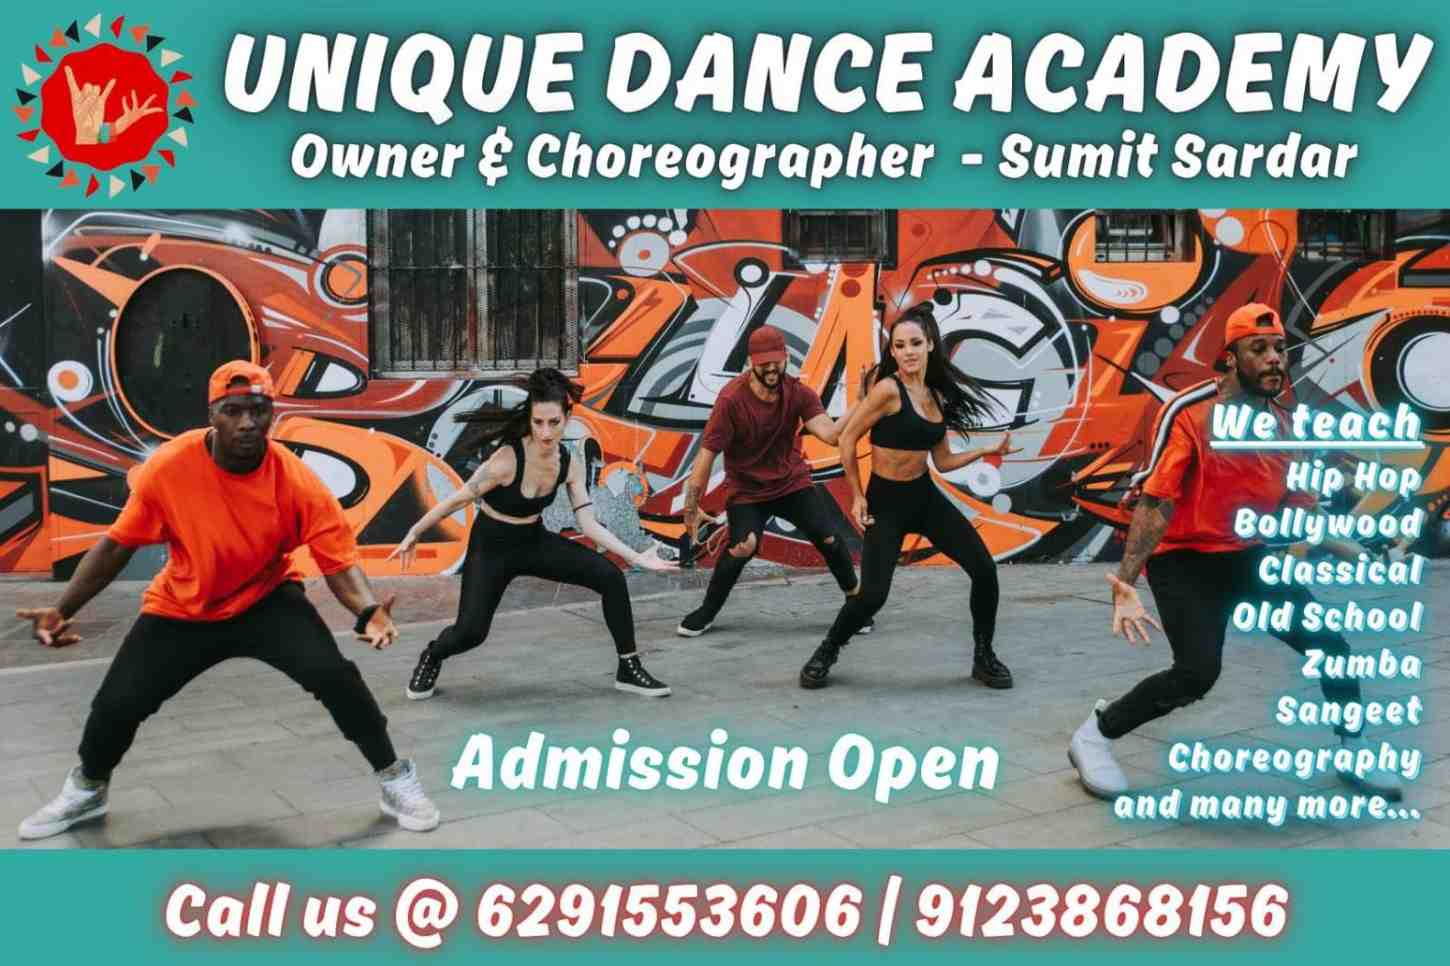 UNIQUE DANCE ACADEMY
Owner & Choreographer - Sumit Sardar
We teach
Hip Hop
Bollywood
Classical
Old School
Zumba
Sangeet
Choreography
and many more...
Admission Open
Call us @ 6291553606 | 9123868156